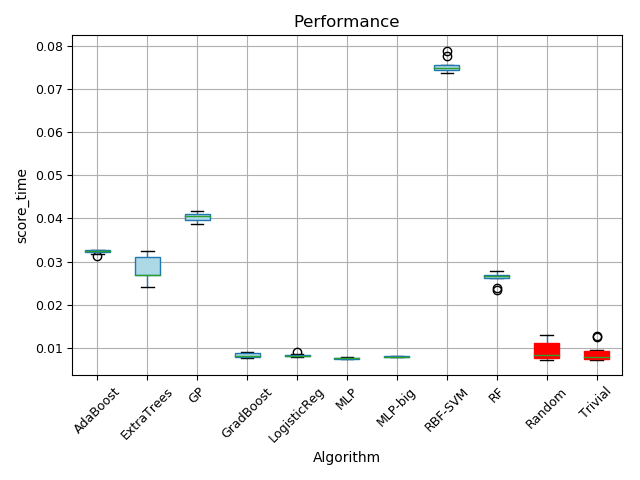 Performance
score_time
0.08
0.07
0.06
0.05
0.04
0.03
0.02
0.01
AdaBoost
ExtraTrees
GP
GradBoost
LogisticReg
MLP
MLP-big
RBF-SVM
RF
Random
Trivial
Algorithm